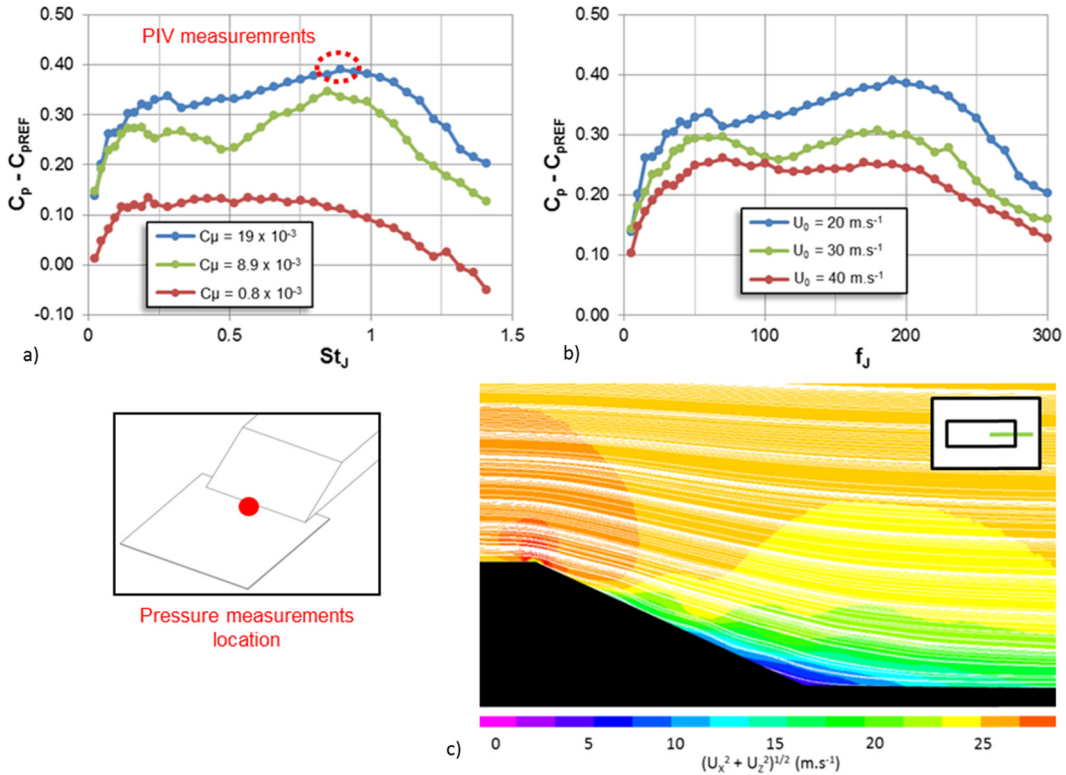 PIV measuremrents
0.50
0.40
0.30
0.20
0.10
0.00
-0.10
Cp - CpREF
Cµ = 19 x 10-3
Cµ = 8.9 x 10-3
Cµ = 0.8 x 10-3
0
0.5
1
1.5
StJ
a)
0.50
0.40
0.30
0.20
0.10
0.00
Cp - CpREF
U0 = 20 m.s-1
U0 = 30 m.s-1
U0 = 40 m.s-1
0
100
200
300
fJ
b)
Pressure measurements
location
0 5 10 15 20 25
(UX2 + UZ2)1/2 (m.s-1)
c)